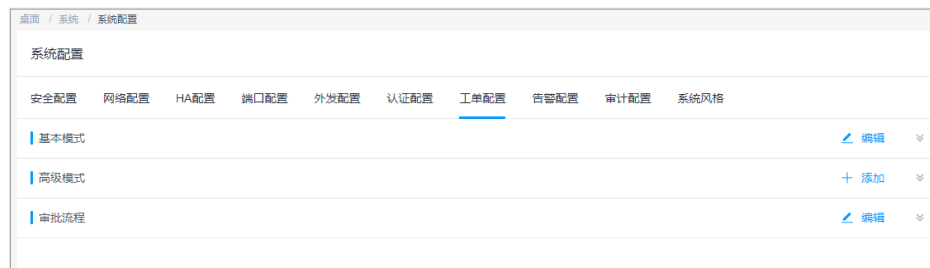 桌面 / 系统 / 系统配置
系统配置
安全配置 网络配置 HA配置 端口配置 外发配置 认证配置 工单配置 告警配置 审计配置 系统风格
基本模式 编辑
高级模式 添加
审批流程 编辑